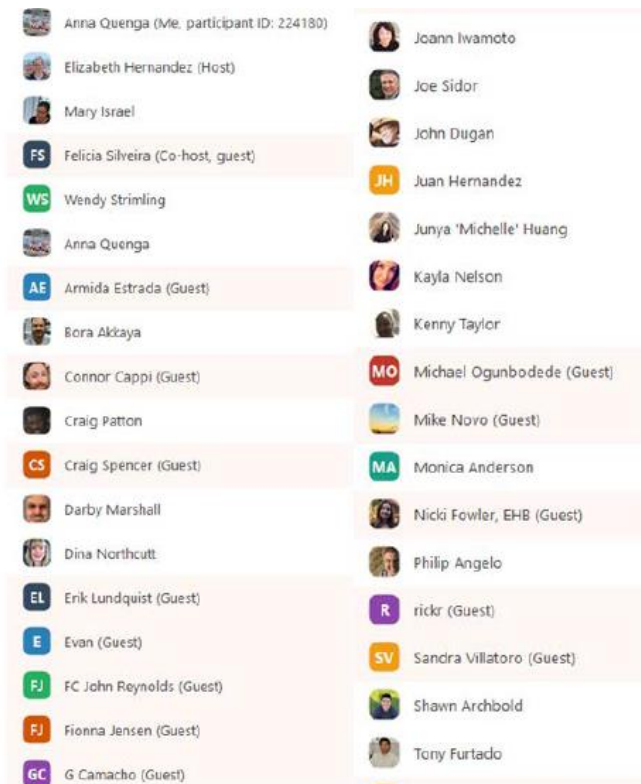 Anna Quenga (Me, participant ID: 224180)
Elizabeth Hernandez (Host)
Mary Israel
FS Felicia Silveira (Co-host, guest)
WS Wendy Strimling
Anna Quenga
AE Armida Estrada (Guest)
Bora Akkaya
Connor Cappi (Guest)
Craig Patton
CS Craig Spencer (Guest)
Darby Marshall
Dina Northcutt
EL Erik Lundquist (Guest)
E Evan (Guest)
FJ FC John Reynolds (Guest)
FJ Fionna Jensen (Guest)
GC G Camacho (Guest)
Joann Iwamoto
Joe Sidor
John Dugan
JH Juan Hernandez
Junya 'Michelle' Huang
Kayla Nelson
Kenny Taylor
MO Michael Ogunbodede (Guest)
Mike Novo (Guest)
MA Monica Anderson
Nicki Fowler, EHB (Guest)
Philip Angelo
R rickr (Guest)
SV Sandra Villatoro (Guest)
Shawn Archbold
Tony Furtado